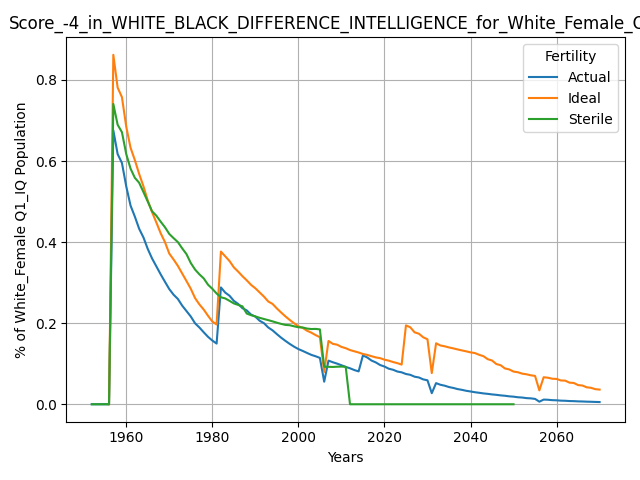 Score_-4_in_WHITE_BLACK_DIFFERENCE_INTELLIGENCE_for_White_Female_
Fertility
Actual
Ideal
Sterile
% of White_Female Q1_IQ Population
0.8
0.6
0.4
0.2
0.0
1960 1980 2000 2020 2040 2060
Years